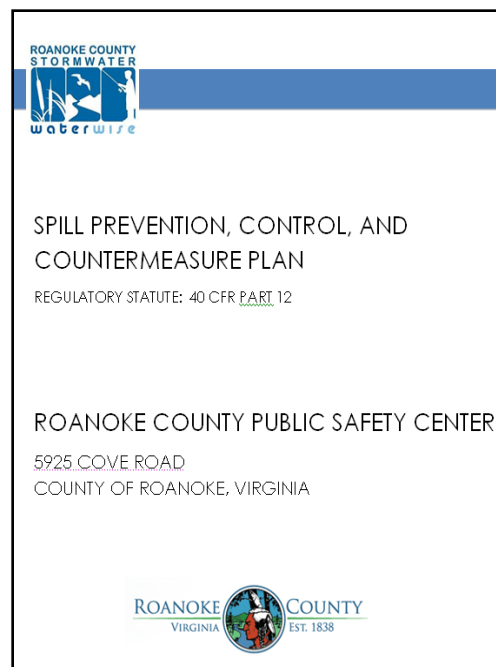 ROANOKE COUNTY
STORMWATER
waterwise
SPILL PREVENTION, CONTROL, AND
COUNTERMEASURE PLAN
REGULATORY STATUTE: 40 CFR PART 12
ROANOKE COUNTY PUBLIC SAFETY CENTER
5925 COVE ROAD
COUNTY OF ROANOKE, VIRGINIA
ROANOKE COUNTY
VIRGINIA EST. 1838